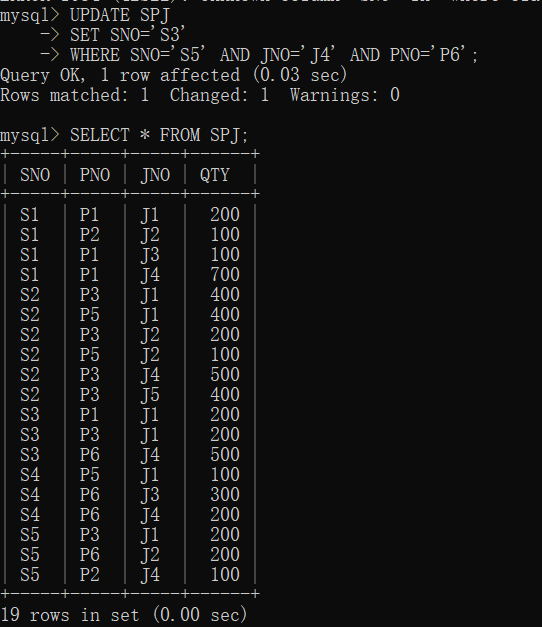 mysql> UPDATE SPJ
    -> SET SNO='S3'
    -> WHERE SNO='S5' AND JNO='J4' AND PNO='P6';
Query OK, 1 row affected (0.03 sec)
Rows matched: 1  Changed: 1  Warnings: 0

mysql> SELECT * FROM SPJ;
+-----+-----+-----+------+
| SNO | PNO | JNO | QTY  |
+-----+-----+-----+------+
| S1  | P1  | J1  |  200 |
| S1  | P2  | J2  |  100 |
| S1  | P1  | J3  |  100 |
| S1  | P1  | J4  |  700 |
| S2  | P3  | J1  |  400 |
| S2  | P5  | J1  |  400 |
| S2  | P3  | J2  |  200 |
| S2  | P5  | J2  |  100 |
| S2  | P3  | J4  |  500 |
| S2  | P3  | J5  |  400 |
| S3  | P1  | J1  |  200 |
| S3  | P3  | J1  |  200 |
| S3  | P6  | J4  |  500 |
| S4  | P5  | J1  |  100 |
| S4  | P6  | J3  |  300 |
| S4  | P6  | J4  |  200 |
| S5  | P3  | J1  |  200 |
| S5  | P6  | J2  |  200 |
| S5  | P2  | J4  |  100 |
+-----+-----+-----+------+
19 rows in set (0.00 sec)